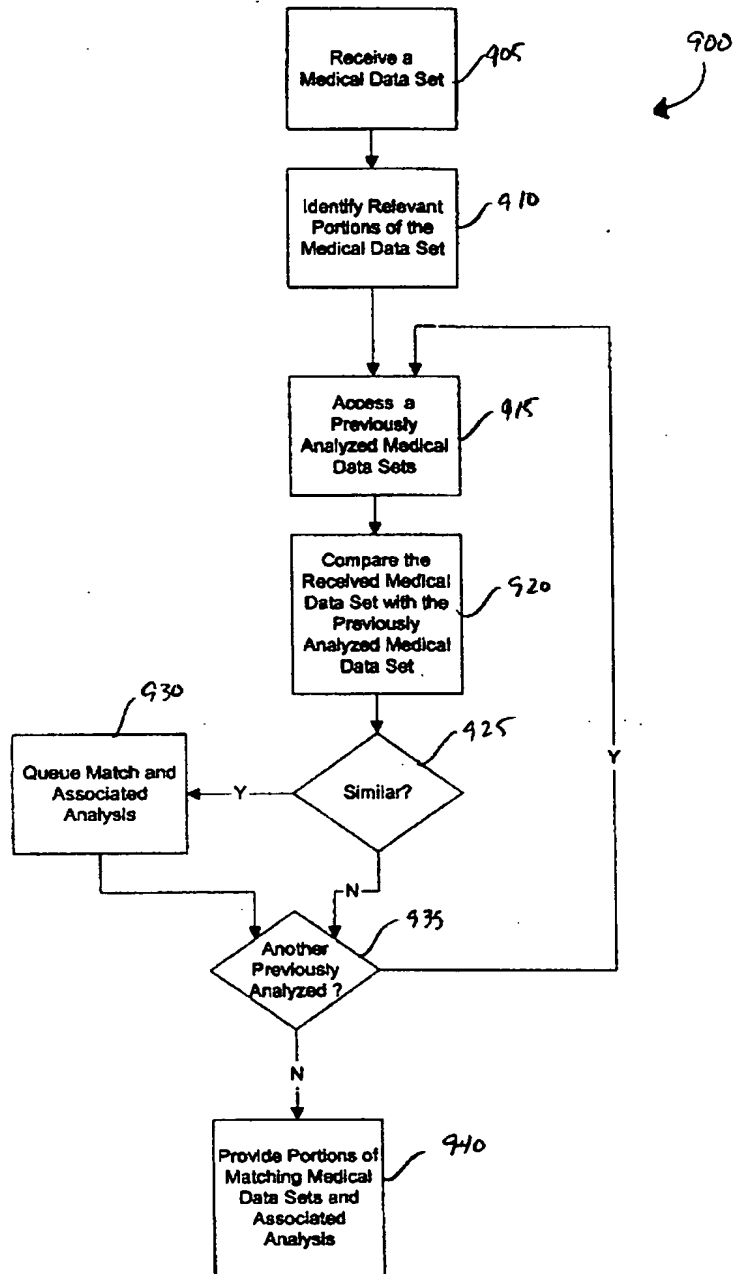 900
Receive a
Medical Data Set
905
Identify Relevant
Portions of the
Medical Data Set
910
Access a
Previously
Analyzed Medical
Data Sets
915
Compare the
Received Medical
Data Set with the
Previously
Analyzed Medical
Data Set
920
930
Queue Match and
Associated
Analysis
Y
Similar?
925
Y
N
Another
Previously
Analyzed ?
935
N
Provide Portions of
Matching Medical
Data Sets and
Associated
Analysis
940